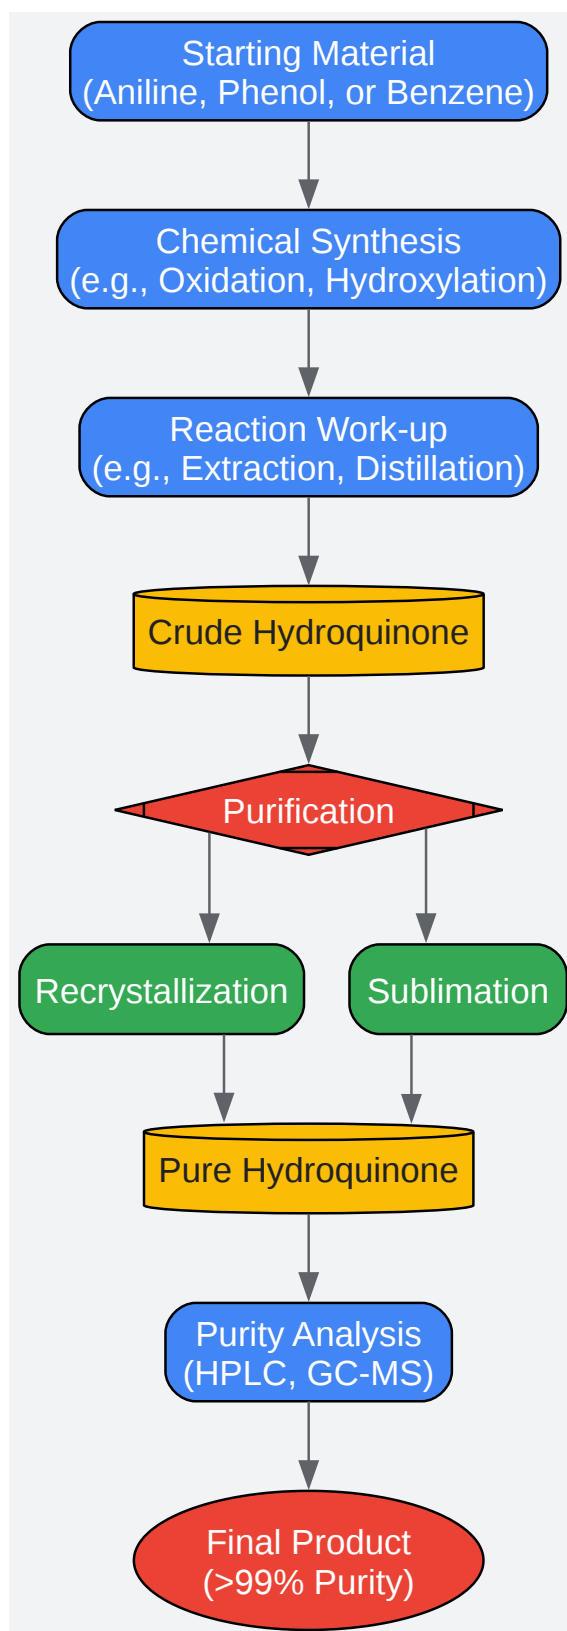 Starting Material
(Aniline, Phenol, or Benzene)
Chemical Synthesis
(e.g., Oxidation, Hydroxylation)
Reaction Work-up
(e.g., Extraction, Distillation)
Crude Hydroquinone
Purification
Recrystallization
Sublimation
Pure Hydroquinone
Purity Analysis
(HPLC, GC-MS)
Final Product
(>99% Purity)